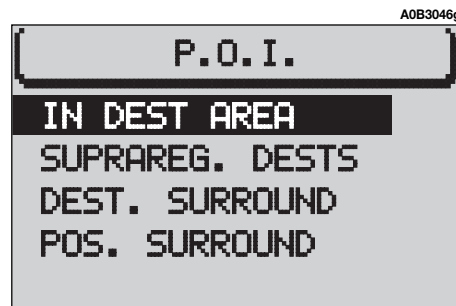 A0B3046g
P.O.I.
IN DEST AREA
SUPRAREG. DESTS
DEST. SURROUND
POS. SURROUND